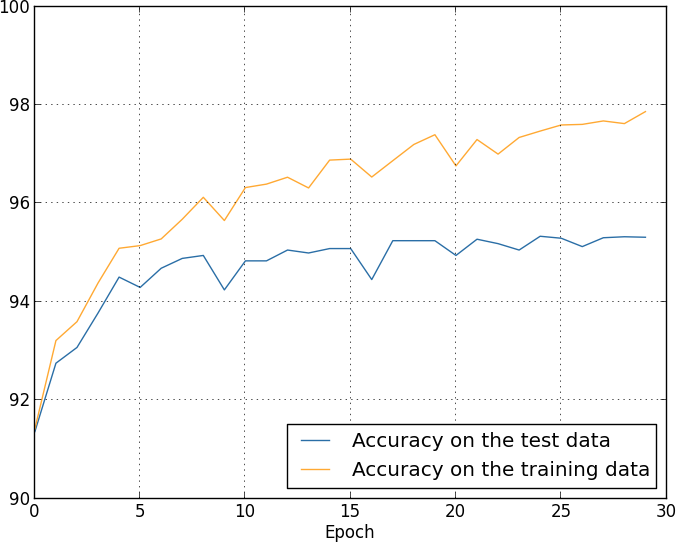 100
98
96
94
92
90
Accuracy on the test data
Accuracy on the training data
0 5 10 15 20 25 30
Epoch